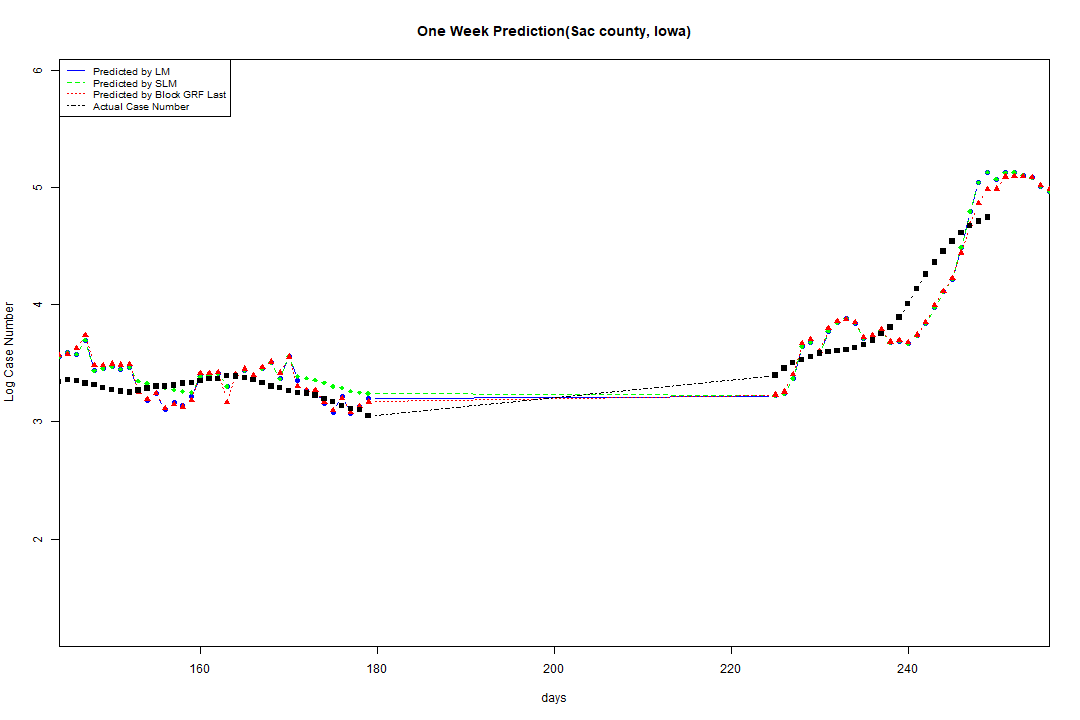 One Week Prediction(Sac county, Iowa)
Predicted by LM
Predicted by SLM
Predicted by Block GRF Last
Actual Case Number
6
5
4
3
2
Log Case Number
160 180 200 220 240
days